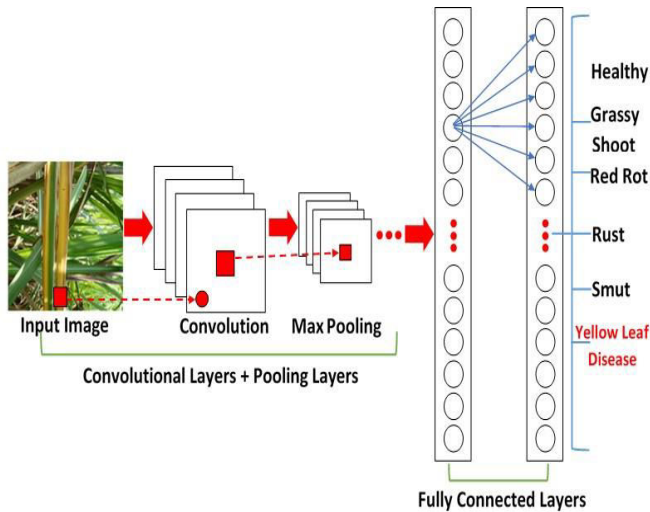 Healthy
Grassy
Shoot
Red Rot
Rust
Smut
Yellow Leaf
Disease
Input Image
Convolution
Max Pooling
Convolutional Layers + Pooling Layers
Fully Connected Layers